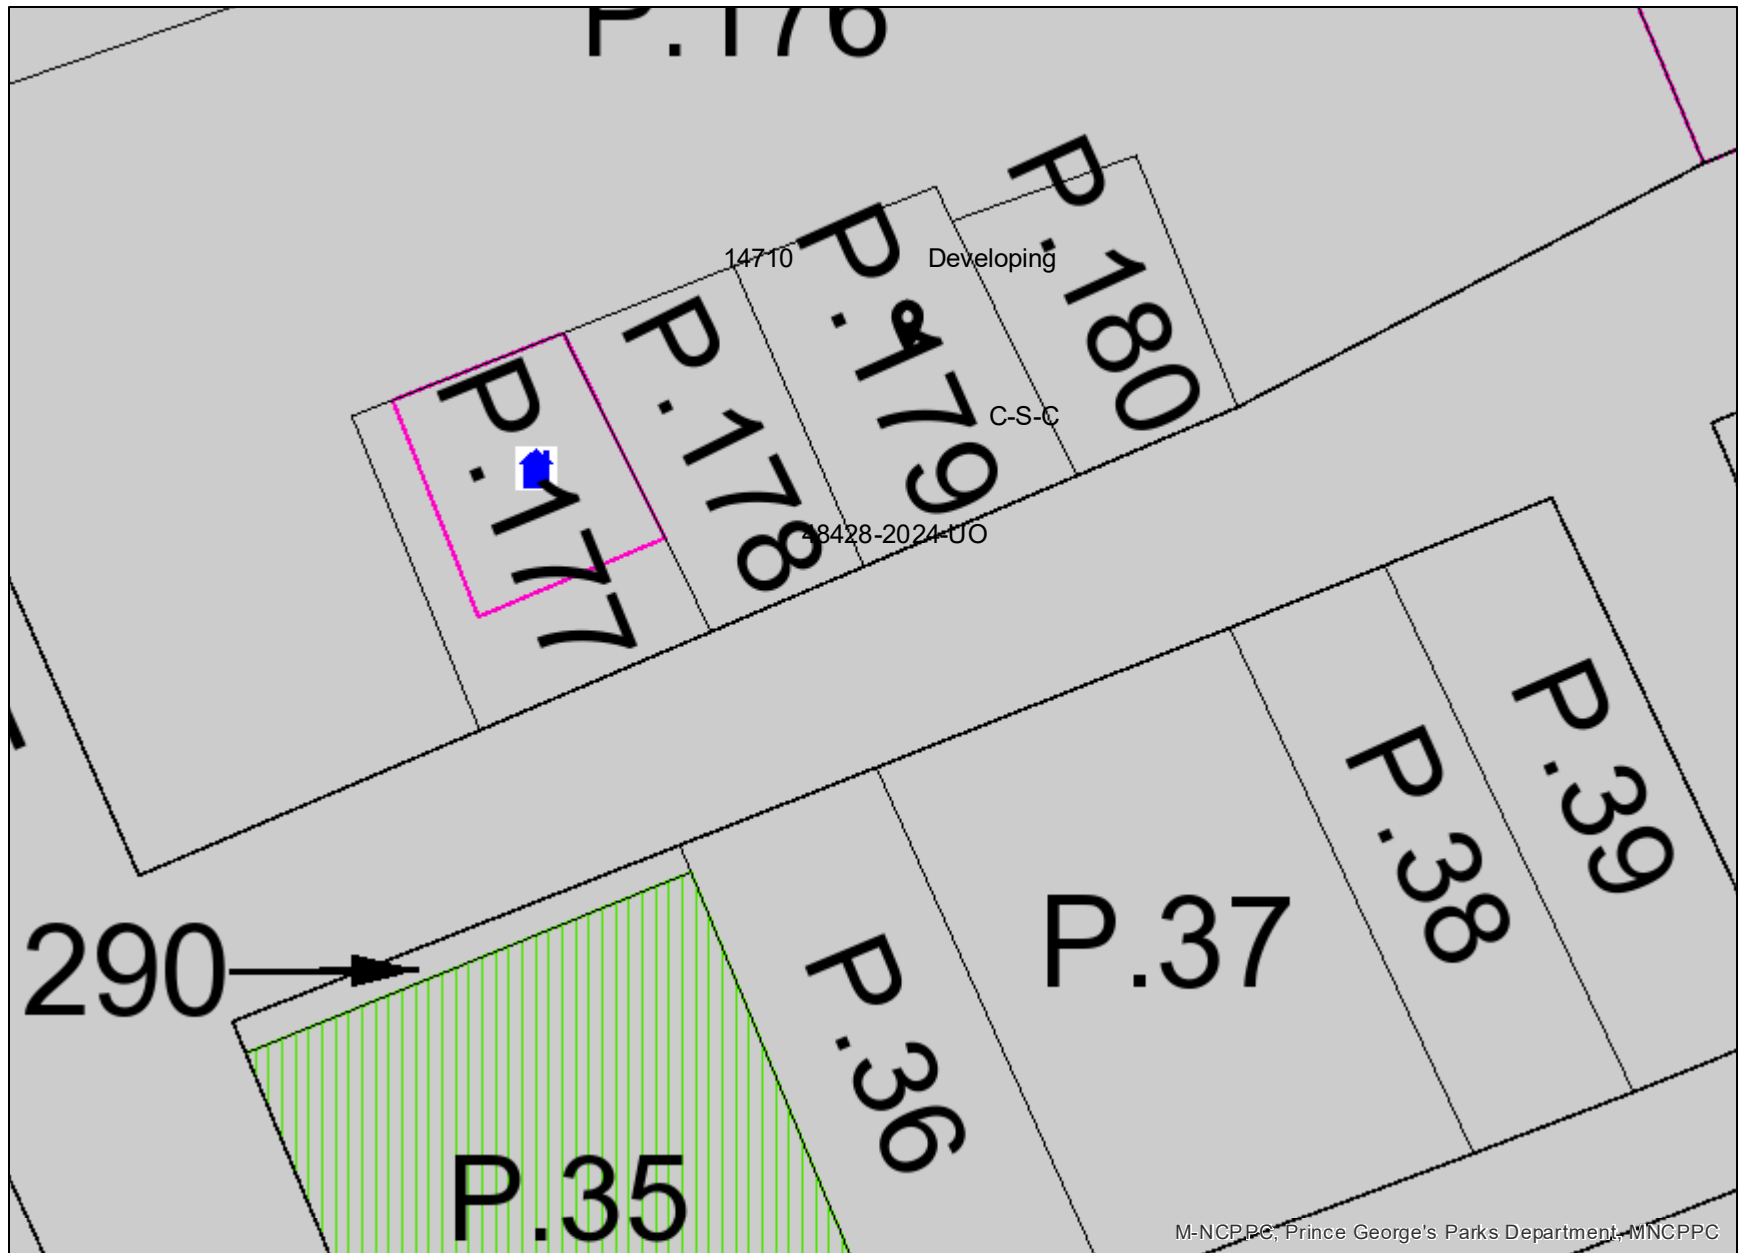 P.176
P.180
14710
Developing
P.179
P.178
P.177
C-S-C
48428-2024-UO
P.39
P.38
P.37
290
P.36
P.35
M-NCPPC, Prince George's Parks Department, MNCPPC